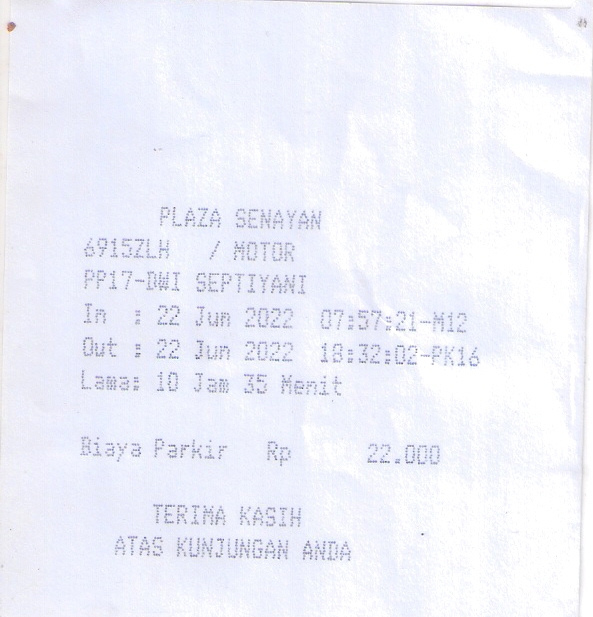 PLAZA SENAYAN
6915ZLH / MOTOR
PP17-DWI SEPTIYANI
In : 22 Jun 2022 07:57:21-M12
Out : 22 Jun 2022 18:32:02-PK16
Lama: 10 Jam 35 Menit
Biaya Parkir Rp 22.000
TERIMA KASIH
ATAS KUNJUNGAN ANDA